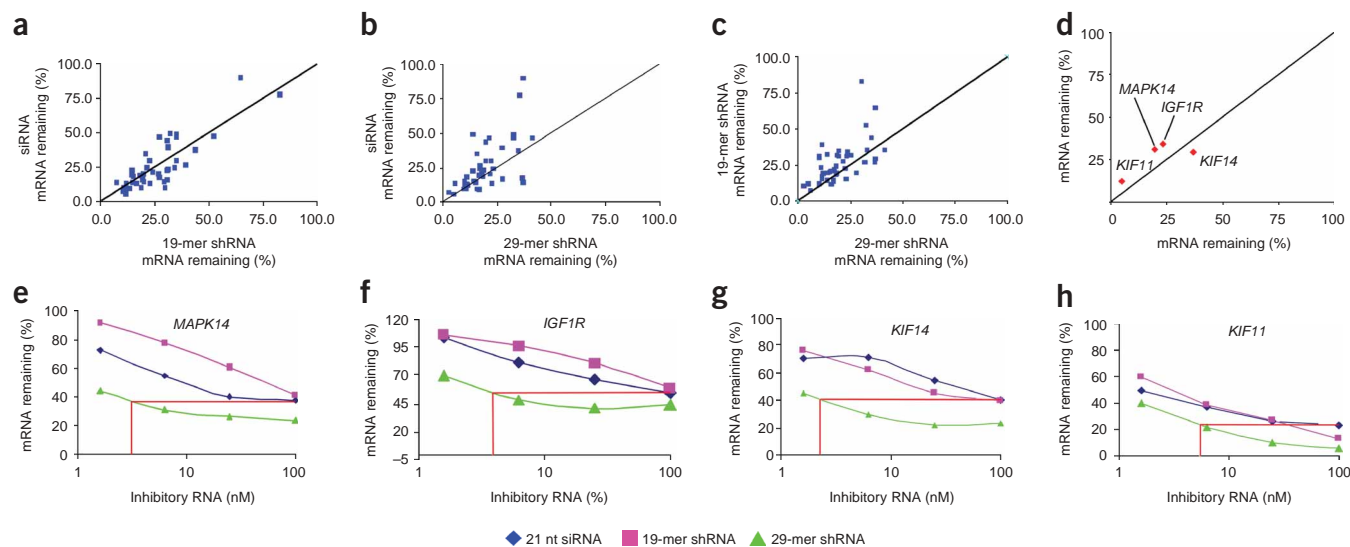 a
siRNA
mRNA remaining (%)
100.0
75.0
50.0
25.0
0.0
0.0
25.0
50.0
75.0
100.0
19-mer shRNA
mRNA remaining (%)
b
siRNA
mRNA remaining (%)
100.0
75.0
50.0
25.0
0.0
0.0
25.0
50.0
75.0
100.0
29-mer shRNA
mRNA remaining (%)
c
19-mer shRNA
mRNA remaining (%)
100.0
75.0
50.0
25.0
0.0
0.0
25.0
50.0
75.0
100.0
29-mer shRNA
mRNA remaining (%)
d
mRNA remaining (%)
100
75
50
25
MAPK14
IGF1R
KIF11
KIF14
0
25
50
75
100
mRNA remaining (%)
e
MAPK14
mRNA remaining (%)
100
80
60
40
20
0
1
10
100
Inhibitory RNA (nM)
f
IGF1R
mRNA remaining (%)
120
95
70
45
20
–5
1
10
100
Inhibitory RNA (%)
g
KIF14
mRNA remaining (%)
100
80
60
40
20
0
1
10
100
Inhibitory RNA (nM)
h
KIF11
mRNA remaining (%)
100
80
60
40
20
0
1
10
100
Inhibitory RNA (nM)
21 nt siRNA
19-mer shRNA
29-mer shRNA